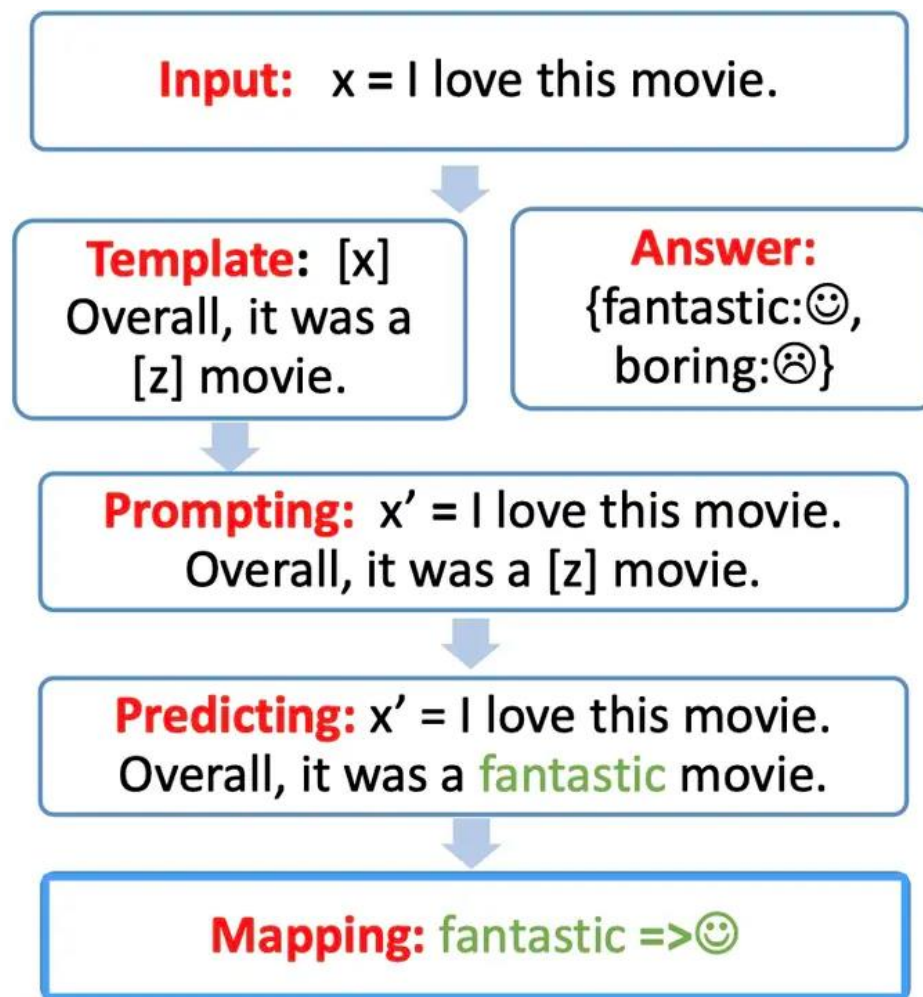 Input: x = I love this movie.
Template: [x]
Overall, it was a
[z] movie.
Answer:
{fantastic:☺,
boring:☹}
Prompting: x’ = I love this movie.
Overall, it was a [z] movie.
Predicting: x’ = I love this movie.
Overall, it was a fantastic movie.
Mapping: fantastic =>☺